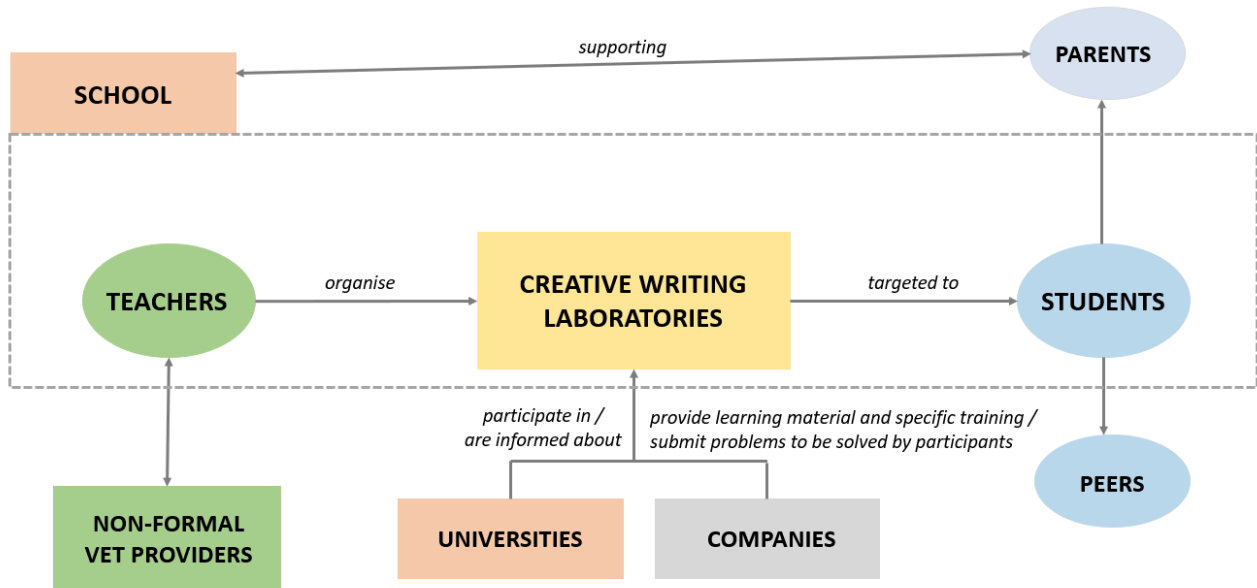 supporting
PARENTS
SCHOOL
TEACHERS
organise
CREATIVE WRITING
LABORATORIES
targeted to
STUDENTS
participate in /
are informed about
provide learning material and specific training /
submit problems to be solved by participants
PEERS
NON-FORMAL
VET PROVIDERS
UNIVERSITIES
COMPANIES